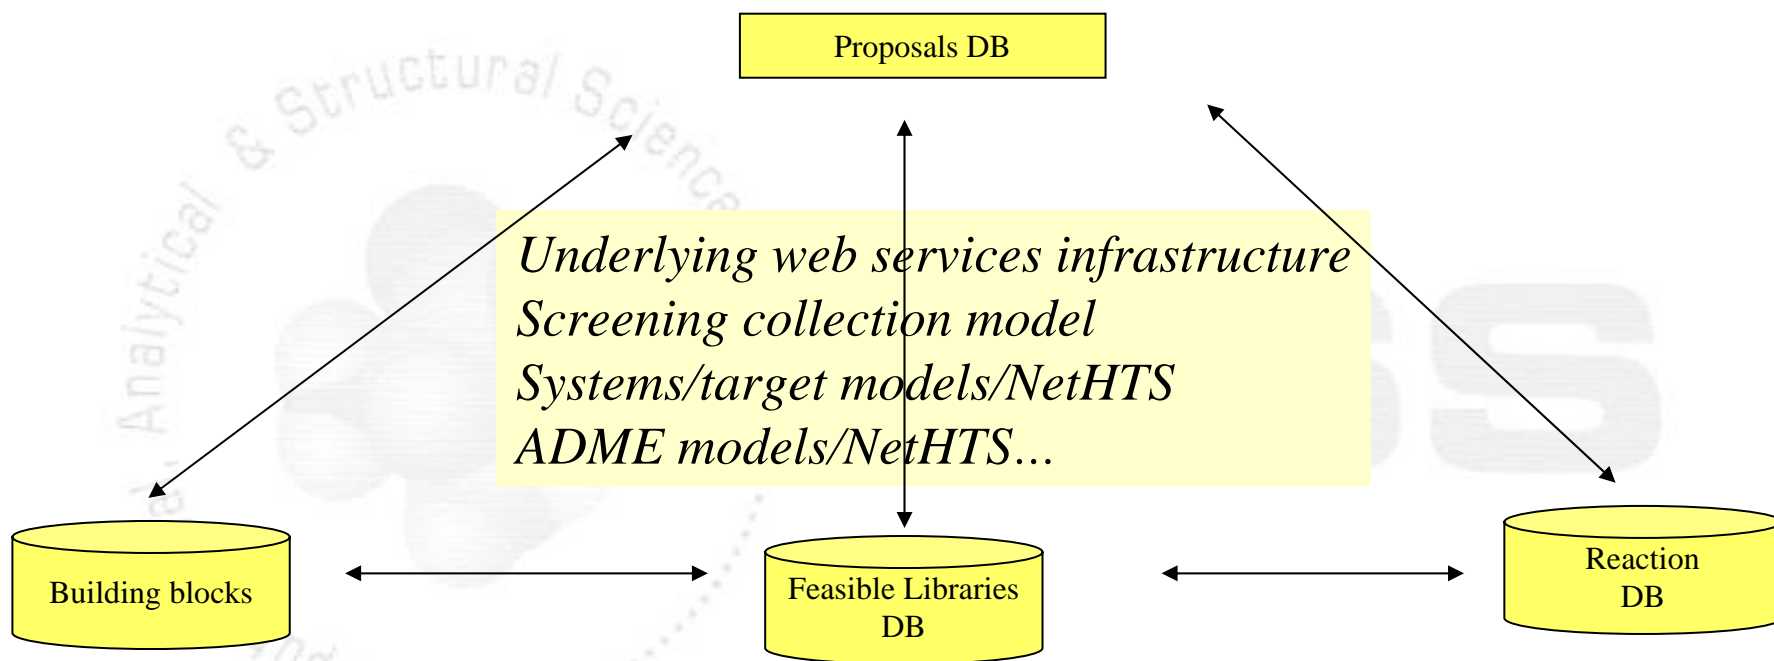 Proposals DB
& Structural Science
Analytical
Underlying web services infrastructure
Screening collection model
Systems/target models/NetHTS
ADME models/NetHTS…
SS
Building blocks
Feasible Libraries
DB
Reaction
DB